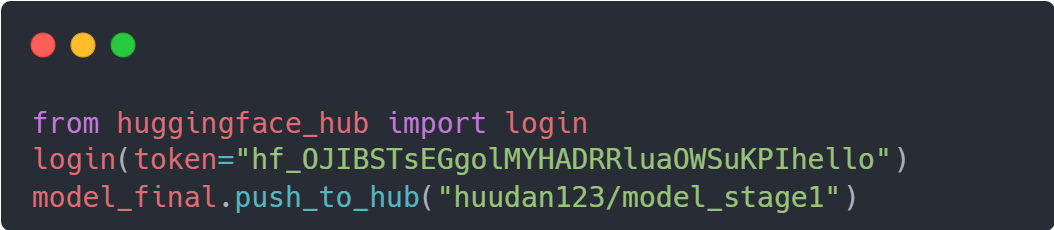 from huggingface_hub import login
login(token="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")
model_final.push_to_hub("huudan123/model_stage1")